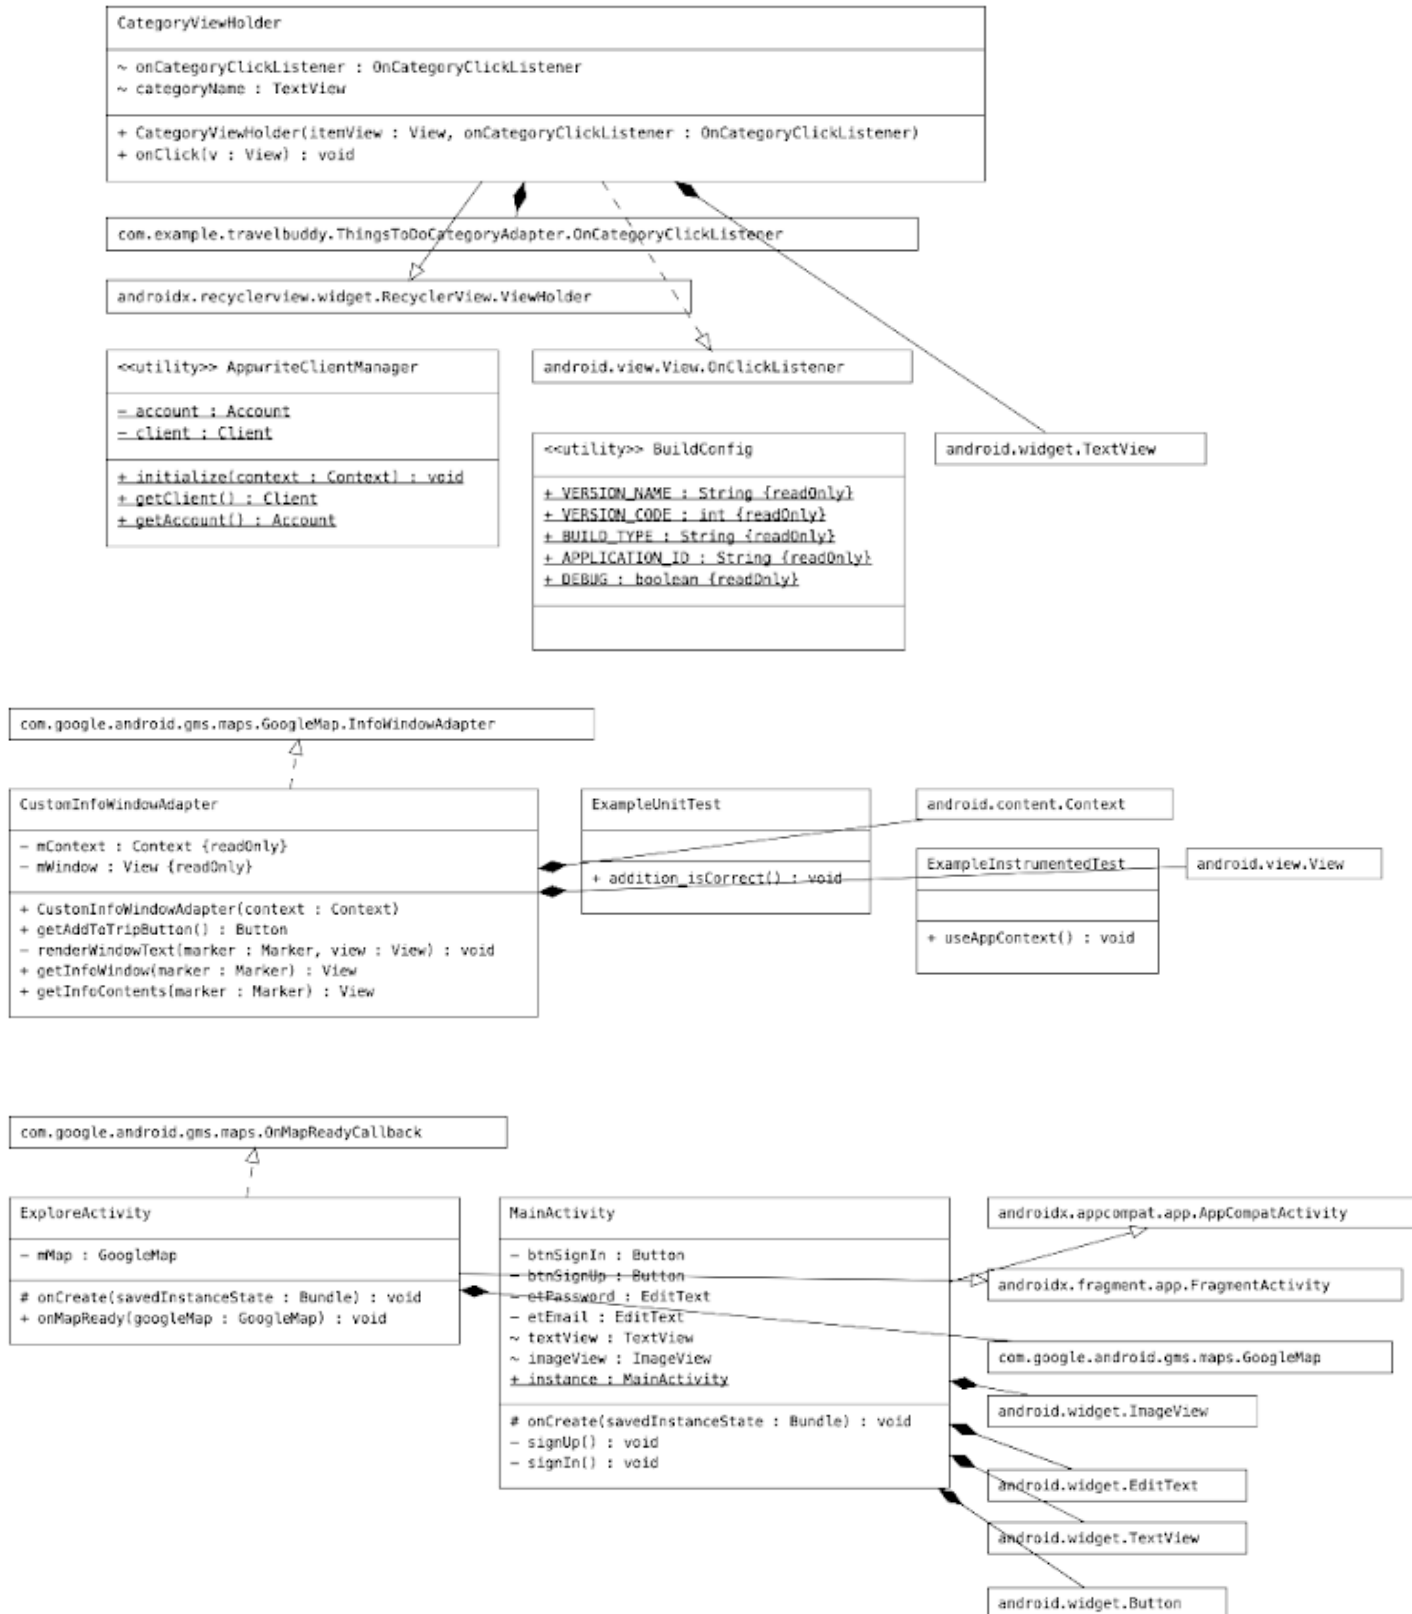 CategoryViewHolder
~ onCategoryClickListener : OnCategoryClickListener
~ categoryName : TextView
+ CategoryViewHolder(itemView : View, onCategoryClickListener : OnCategoryClickListener)
+ onClick(v : View) : void
com.example.travelbuddy.ThingsToDoCategoryAdapter.OnCategoryClickListener
androidx.recyclerview.widget.RecyclerView.ViewHolder
<<utility>> AppwriteClientManager
- account : Account
- client : Client
+ initialize(context : Context) : void
+ getClient() : Client
+ getAccount() : Account
android.view.View.OnClickListener
<<utility>> BuildConfig
+ VERSION_NAME : String {readOnly}
+ VERSION_CODE : int {readOnly}
+ BUILD_TYPE : String {readOnly}
+ APPLICATION_ID : String {readOnly}
+ DEBUG : boolean {readOnly}
android.widget.TextView
com.google.android.gms.maps.GoogleMap.InfoWindowAdapter
CustomInfoWindowAdapter
- mContext : Context {readOnly}
- mWindow : View {readOnly}
+ CustomInfoWindowAdapter(context : Context)
+ getAddToTripButton() : Button
- renderWindowText(marker : Marker, view : View) : void
+ getInfoWindow(marker : Marker) : View
+ getInfoContents(marker : Marker) : View
ExampleUnitTest
+ addition_isCorrect() : void
android.content.Context
ExampleInstrumentedTest
+ useAppContext() : void
android.view.View
com.google.android.gms.maps.OnMapReadyCallback
ExploreActivity
- mMap : GoogleMap
# onCreate(savedInstanceState : Bundle) : void
+ onMapReady(googleMap : GoogleMap) : void
MainActivity
- btnSignIn : Button
- btnSignUp : Button
- etPassword : EditText
- etEmail : EditText
~ textView : TextView
~ imageView : ImageView
+ instance : MainActivity
# onCreate(savedInstanceState : Bundle) : void
- signUp() : void
- signIn() : void
androidx.appcompat.app.AppCompatActivity
androidx.fragment.app.FragmentActivity
com.google.android.gms.maps.GoogleMap
android.widget.ImageView
android.widget.EditText
android.widget.TextView
android.widget.Button